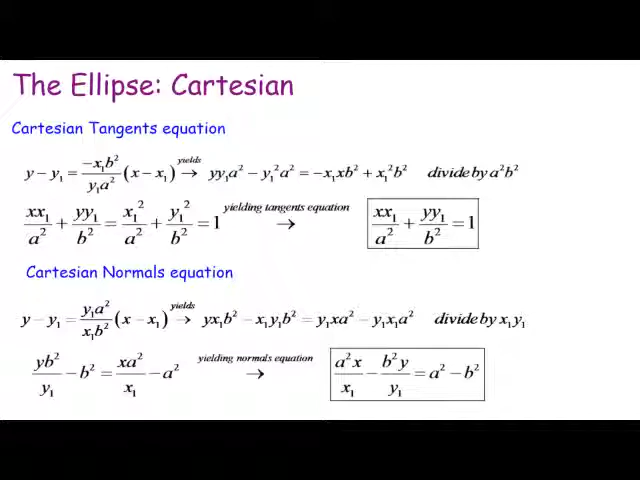 The Ellipse: Cartesian
Cartesian Tangents equation
y − y₁ = −x₁b²/y₁a² (x − x₁) yields → yy₁a² − y₁²a² = −x₁xb² + x₁²b² divide by a²b²
xx₁/a² + yy₁/b² = x₁²/a² + y₁²/b² = 1 yielding tangents equation → xx₁/a² + yy₁/b² = 1
Cartesian Normals equation
y − y₁ = y₁a²/x₁b² (x − x₁) yields → yx₁b² − x₁y₁b² = y₁xa² − y₁x₁a² divide by x₁y₁
yb²/y₁ − b² = xa²/x₁ − a² yielding normals equation → a²x/x₁ − b²y/y₁ = a² − b²